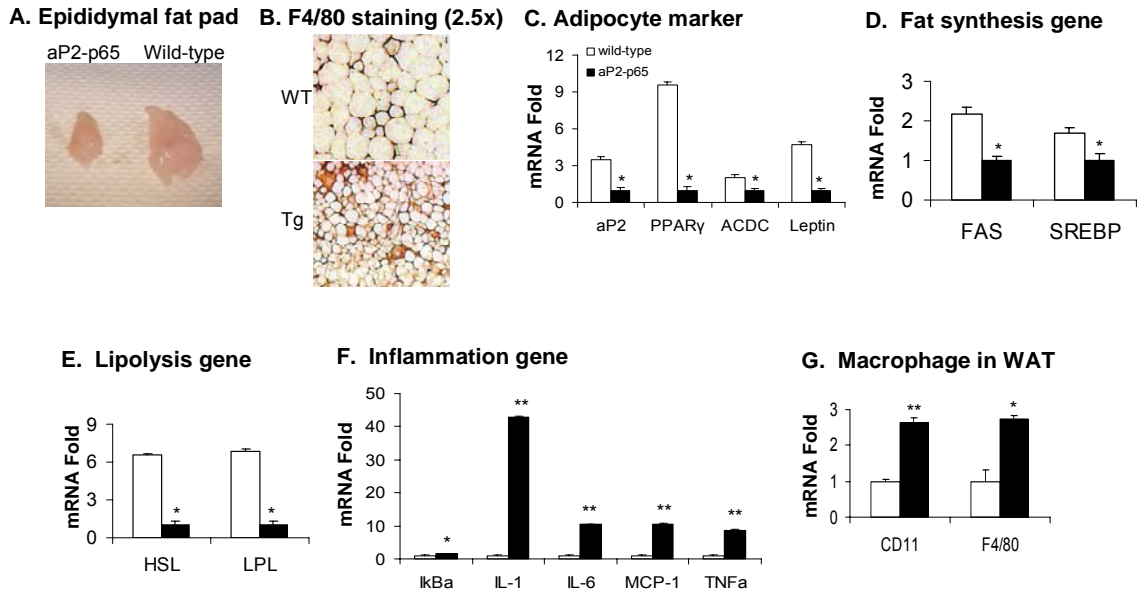 A. Epididymal fat pad
aP2-p65 Wild-type
B. F4/80 staining (2.5x)
WT
Tg
C. Adipocyte marker
wild-type
aP2-p65
mRNA Fold
12
9
6
3
0
aP2 PPARγ ACDC Leptin
* * * *
D. Fat synthesis gene
mRNA Fold
3
2
1
0
* *
FAS SREBP
E. Lipolysis gene
mRNA Fold
9
6
3
0
* *
HSL LPL
F. Inflammation gene
mRNA Fold
50
40
30
20
10
0
* ** ** ** **
IkBa IL-1 IL-6 MCP-1 TNFa
G. Macrophage in WAT
mRNA Fold
3
2
1
0
** *
CD11 F4/80